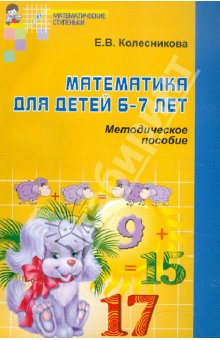 МАТЕМАТИЧЕСКИЕ
СТУПЕНЬКИ
Е.В. Колесникова
МАТЕМАТИКА
ДЛЯ ДЕТЕЙ 6-7 ЛЕТ
Методическое
пособие
+ =
9 +
= 15
17